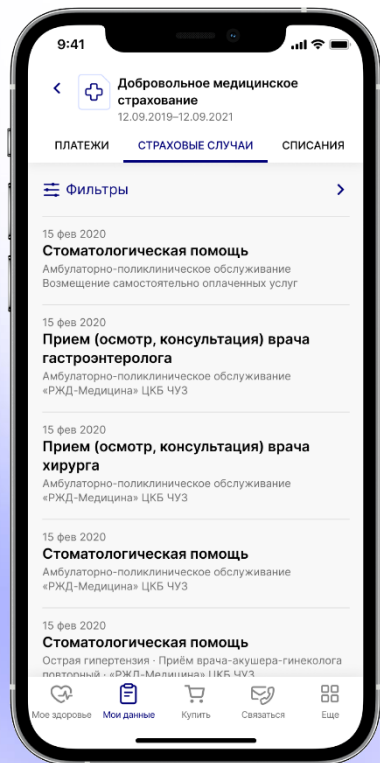 9:41
Добровольное медицинское
страхование
12.09.2019–12.09.2021
ПЛАТЕЖИ СТРАХОВЫЕ СЛУЧАИ СПИСАНИЯ
Фильтры
15 фев 2020
Стоматологическая помощь
Амбулаторно-поликлиническое обслуживание
Возмещение самостоятельно оплаченных услуг
15 фев 2020
Прием (осмотр, консультация) врача
гастроэнтеролога
Амбулаторно-поликлиническое обслуживание
«РЖД-Медицина» ЦКБ ЧУЗ
15 фев 2020
Прием (осмотр, консультация) врача
хирурга
Амбулаторно-поликлиническое обслуживание
«РЖД-Медицина» ЦКБ ЧУЗ
15 фев 2020
Стоматологическая помощь
Амбулаторно-поликлиническое обслуживание
«РЖД-Медицина» ЦКБ ЧУЗ
15 фев 2020
Стоматологическая помощь
Острая гипертензия · Приём врача-акушера-гинеколога
повторный · «РЖД-Медицина» ЦКБ ЧУЗ
Мое здоровье Мои данные Купить Связаться Еще